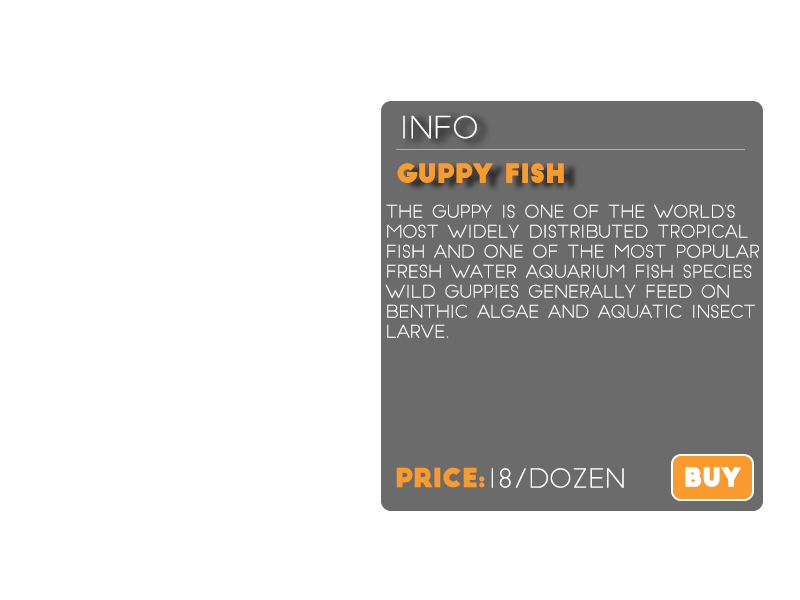 INFO
GUPPY FISH
THE GUPPY IS ONE OF THE WORLD'S
MOST WIDELY DISTRIBUTED TROPICAL
FISH AND ONE OF THE MOST POPULAR
FRESH WATER AQUARIUM FISH SPECIES
WILD GUPPIES GENERALLY FEED ON
BENTHIC ALGAE AND AQUATIC INSECT
LARVE.
PRICE:18/DOZEN BUY